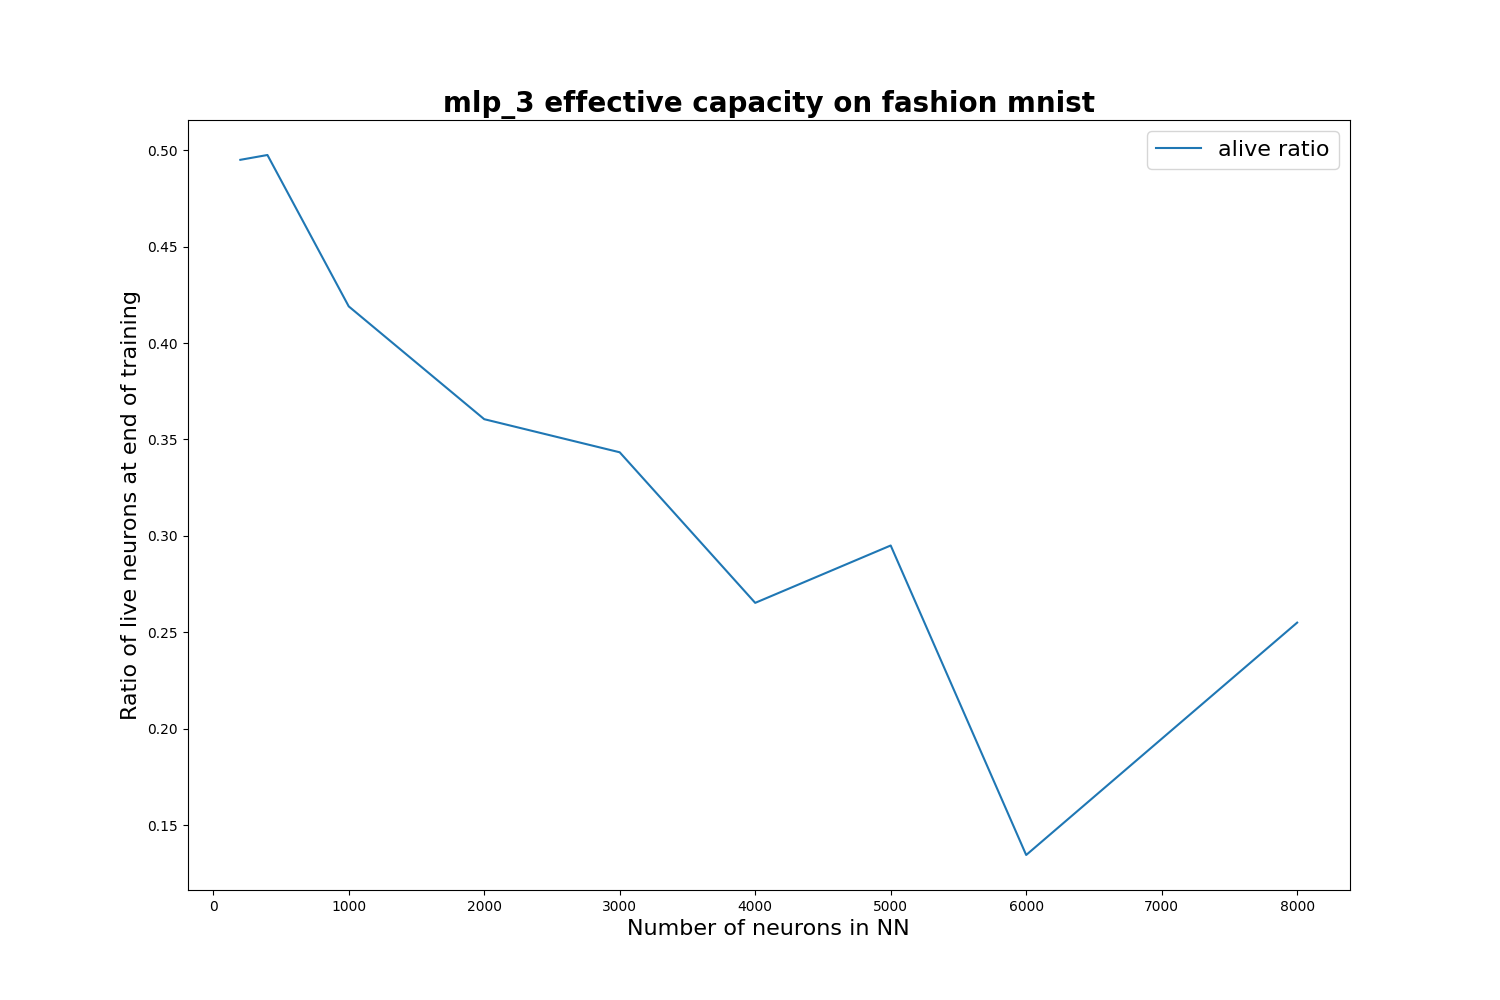 mlp_3 effective capacity on fashion mnist
alive ratio
Ratio of live neurons at end of training
0.50
0.45
0.40
0.35
0.30
0.25
0.20
0.15
0 1000 2000 3000 4000 5000 6000 7000 8000
Number of neurons in NN